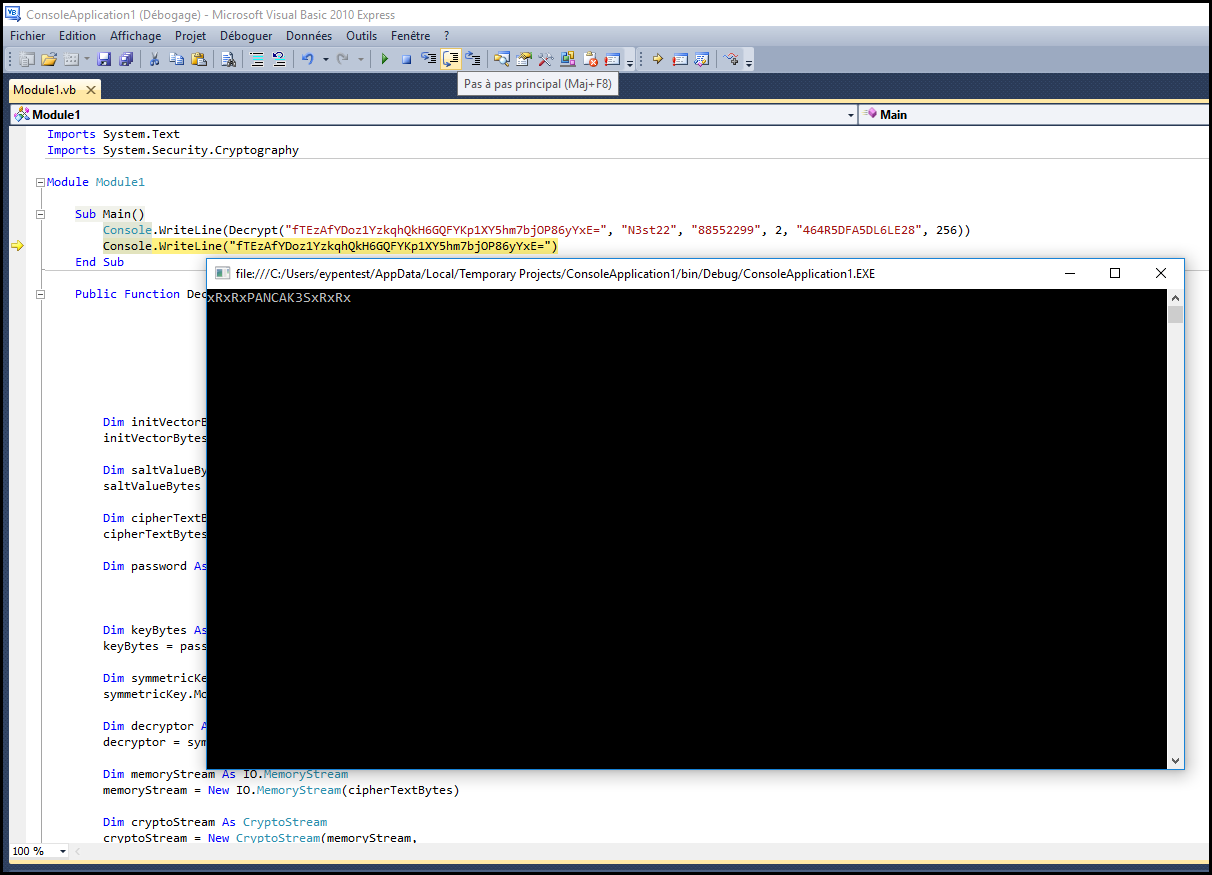 ConsoleApplication1 (Débogage) - Microsoft Visual Basic 2010 Express
Fichier Edition Affichage Projet Déboguer Données Outils Fenêtre ?
Pas à pas principal (Maj+F8)
Module1.vb
Module1 Main
Imports System.Text
Imports System.Security.Cryptography
Module Module1
Sub Main()
Console.WriteLine(Decrypt("fTEzAfYDoz1YzkqhQkH6GQFYKp1XY5hm7bjOP86yYxE=", "N3st22", "88552299", 2, "464R5DFA5DL6LE28", 256))
Console.WriteLine("fTEzAfYDoz1YzkqhQkH6GQFYKp1XY5hm7bjOP86yYxE=")
End Sub
file:///C:/Users/eypentest/AppData/Local/Temporary Projects/ConsoleApplication1/bin/Debug/ConsoleApplication1.EXE
xRxRxPANCAK3SxRxRx
Public Function Dec
Dim initVectorB
initVectorBytes
Dim saltValueBy
saltValueBytes
Dim cipherTextB
cipherTextBytes
Dim password As
Dim keyBytes As
keyBytes = pass
Dim symmetricKe
symmetricKey.Mo
Dim decryptor A
decryptor = sym
Dim memoryStream As IO.MemoryStream
memoryStream = New IO.MemoryStream(cipherTextBytes)
Dim cryptoStream As CryptoStream
cryptoStream = New CryptoStream(memoryStream,
100 %